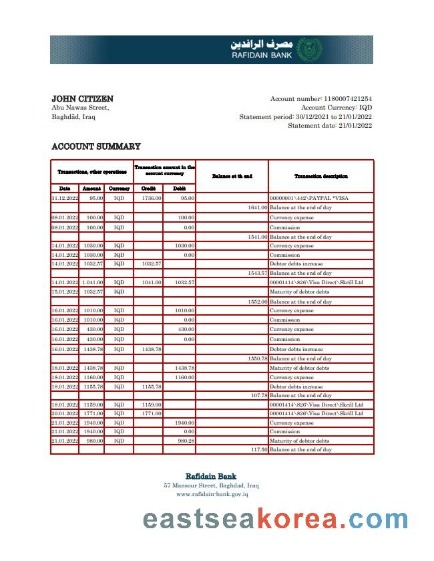 مصرف الرافدين
RAFIDAIN BANK
JOHN CITIZEN
Abu Nawas Street,
Baghdad, Iraq
Account number: 1180007421254
Account Currency: IQD
Statement period: 30/12/2021 to 21/01/2022
Statement date: 21/01/2022
ACCOUNT SUMMARY
Transactions, other operations Transaction amount in the account currency Balance at th end Transaction description
Date Amount Currency Credit Debit
31.12.2022 95.00 IQD 1736.00 95.00 00000001\442\PAYPAL *VISA
1641.00 Balance at the end of day
08.01.2022 100.00 IQD 100.00 Currency expense
08.01.2022 100.00 IQD 0.00 Commission
1541.00 Balance at the end of day
14.01.2022 1030.00 IQD 1030.00 Currency expense
14.01.2022 1030.00 IQD 0.00 Commission
14.01.2022 1032.57 IQD 1032.57 Debtor debts increase
1543.57 Balance at the end of day
14.01.2022 1,041.00 IQD 1041.00 1032.57 00001414\826\Visa Direct\Skrill Ltd
15.01.2022 1032.57 IQD Maturity of debtor debts
1552.00 Balance at the end of day
16.01.2022 1010.00 IQD 1010.00 Currency expense
16.01.2022 1010.00 IQD 0.00 Commission
16.01.2022 430.00 IQD 430.00 Currency expense
16.01.2022 430.00 IQD 0.00 Commission
16.01.2022 1438.78 IQD 1438.78 Debtor debts increase
1550.78 Balance at the end of day
18.01.2022 1438.78 IQD 1438.78 Maturity of debtor debts
18.01.2022 1160.00 IQD 1160.00 Currency expense
18.01.2022 1155.78 IQD 1155.78 Debtor debts increase
107.78 Balance at the end of day
18.01.2022 1159.00 IQD 1159.00 00001414\826\Visa Direct\Skrill Ltd
20.01.2022 1771.00 IQD 1771.00 00001414\826\Visa Direct\Skrill Ltd
21.01.2022 1940.00 IQD 1940.00 Currency expense
21.01.2022 1940.00 IQD 0.00 Commission
21.01.2022 980.00 IQD 980.28 Maturity of debtor debts
117.50 Balance at the end of day
Rafidain Bank
57 Mansour Street, Baghdad, Iraq
www.rafidain-bank.gov.iq
eastseakorea.com